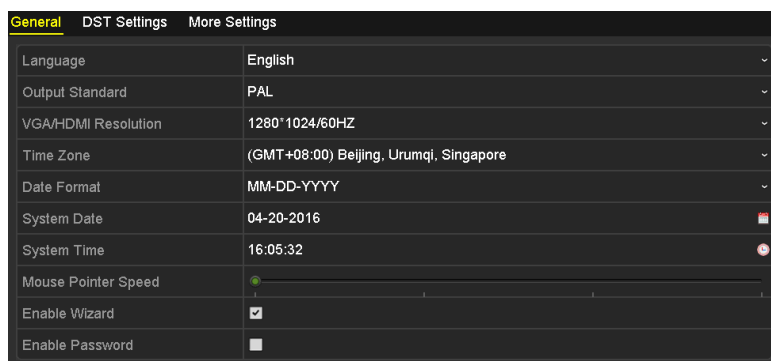 General DST Settings More Settings
Language English
Output Standard PAL
VGA/HDMI Resolution 1280*1024/60HZ
Time Zone (GMT+08:00) Beijing, Urumqi, Singapore
Date Format MM-DD-YYYY
System Date 04-20-2016
System Time 16:05:32
Mouse Pointer Speed
Enable Wizard
Enable Password